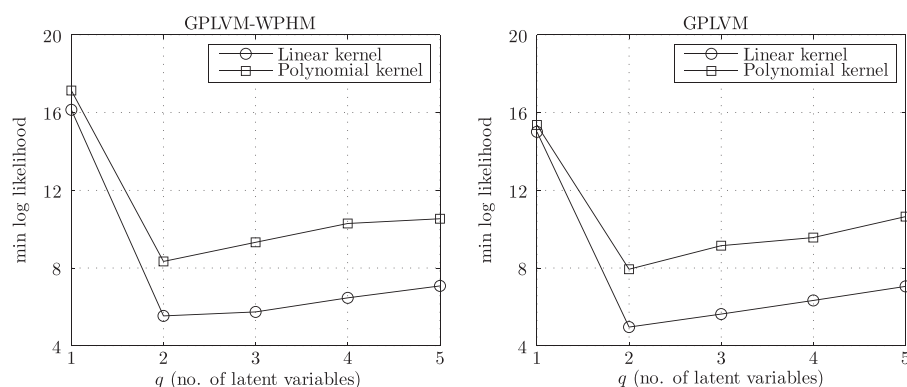 GPLVM-WPHM
20
16
12
8
4
min log likelihood
Linear kernel
Polynomial kernel
1 2 3 4 5
q (no. of latent variables)
GPLVM
20
16
12
8
4
min log likelihood
Linear kernel
Polynomial kernel
1 2 3 4 5
q (no. of latent variables)